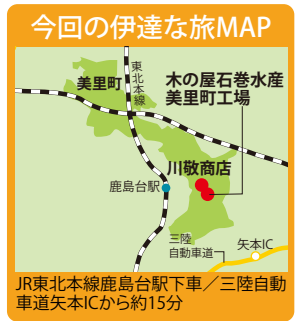 今回の伊達な旅MAP
東北本線
美里町
木の屋石巻水産
美里町工場
川敬商店
鹿島台駅
三陸
自動車道
矢本IC
JR東北本線鹿島台駅下車／三陸自動
車道矢本ICから約15分